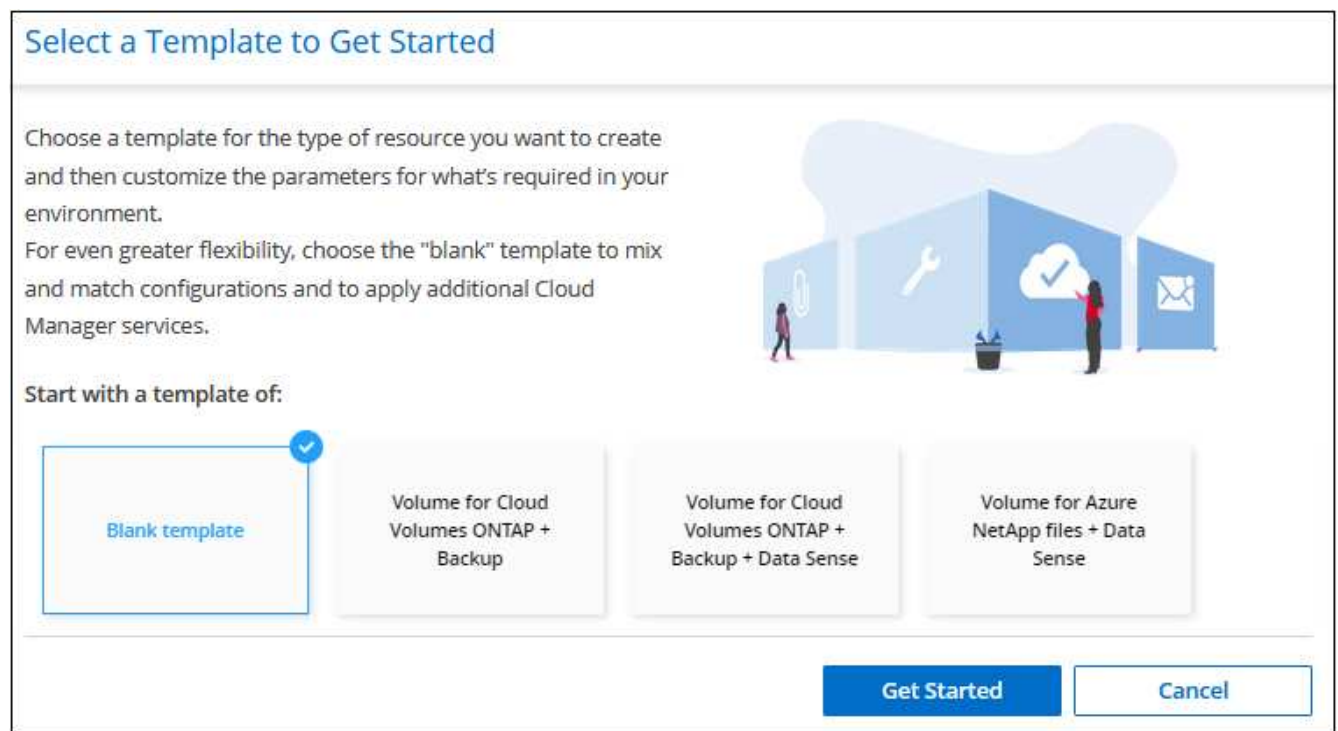 Select a Template to Get Started
Choose a template for the type of resource you want to create
and then customize the parameters for what's required in your
environment.
For even greater flexibility, choose the "blank" template to mix
and match configurations and to apply additional Cloud
Manager services.
Start with a template of:
Blank template
Volume for Cloud
Volumes ONTAP +
Backup
Volume for Cloud
Volumes ONTAP +
Backup + Data Sense
Volume for Azure
NetApp files + Data
Sense
Get Started
Cancel